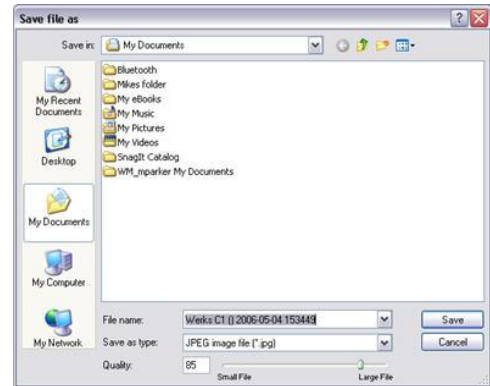 Save file as
Save in: My Documents
Bluetooth
Mikes folder
My eBooks
My Music
My Pictures
My Videos
SnagIt Catalog
WM_mparker My Documents
My Recent
Documents
Desktop
My Documents
My Computer
My Network
File name: Werks C1 () 2006-05-04 153449 Save
Save as type: JPEG image file (*.jpg) Cancel
Quality: 85
Small File Large File